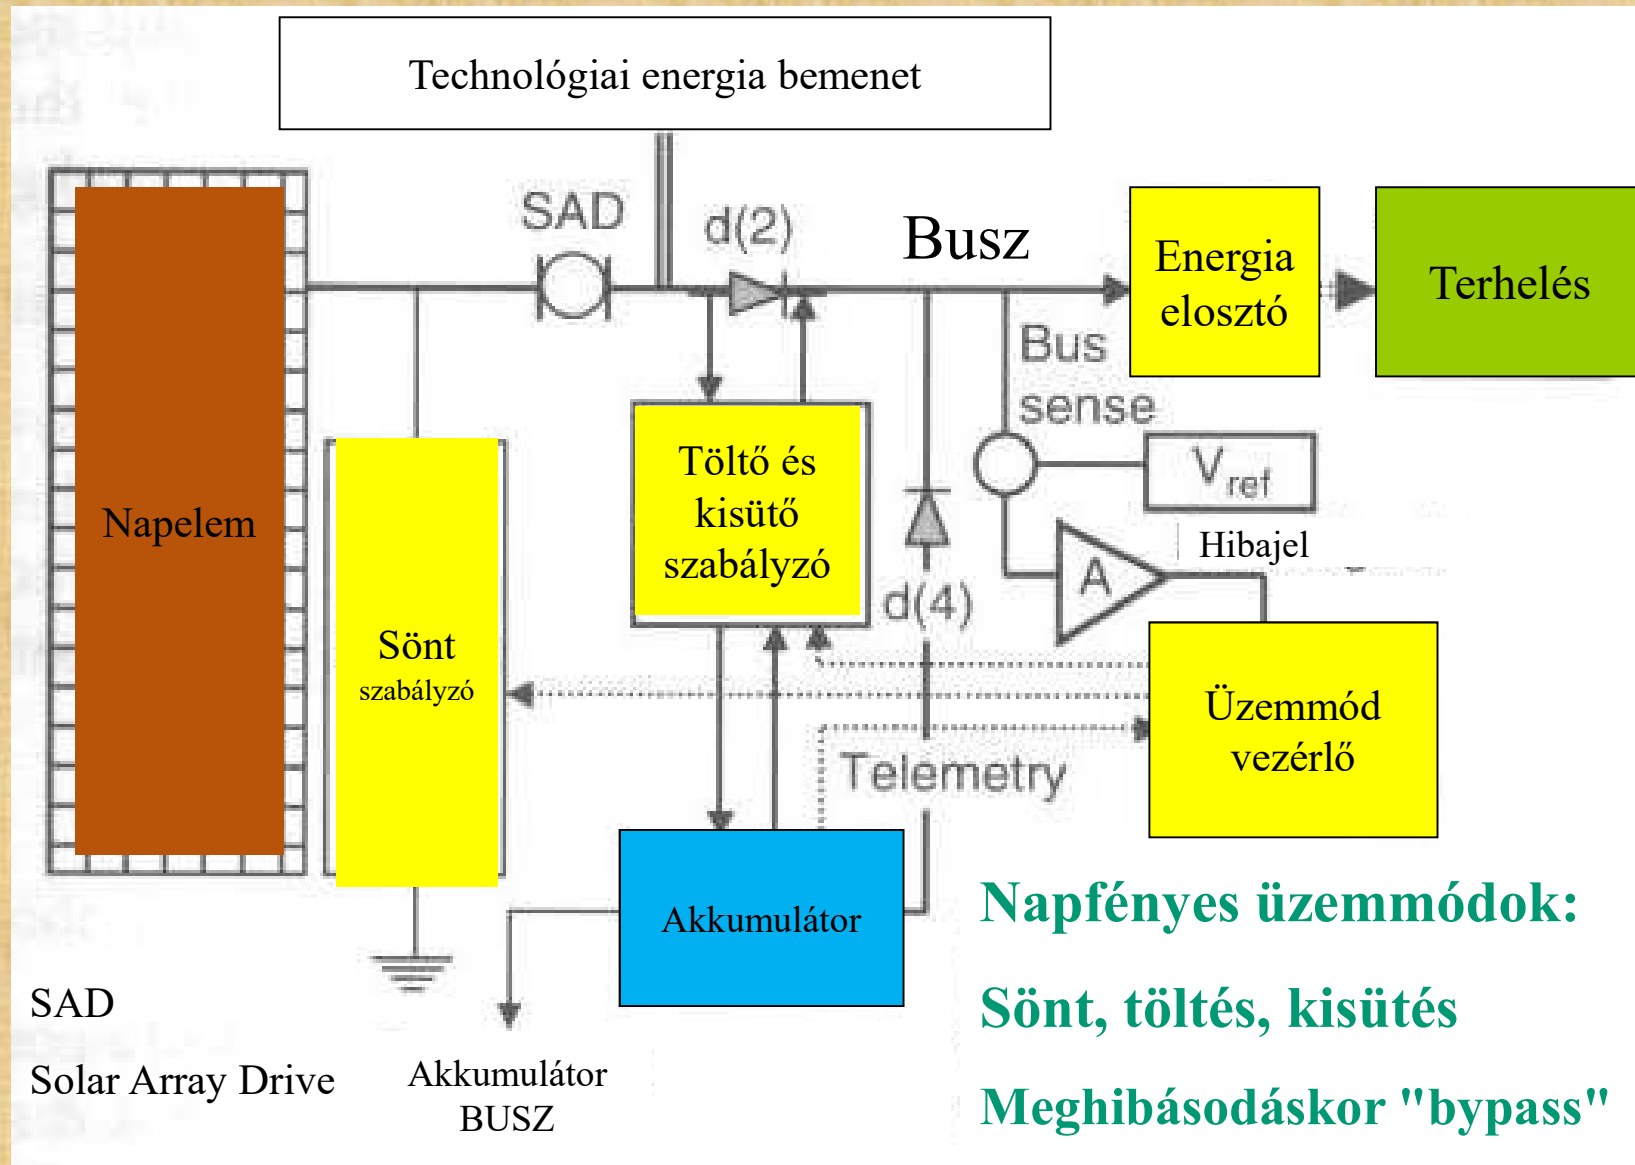 Technológiai energia bemenet
SAD
d(2)
Busz
Energia
elosztó
Terhelés
Bus
sense
Vref
Hibajel
A
Napelem
Töltő és
kisütő
szabályzó
d(4)
Sönt
szabályzó
Üzemmód
vezérlő
Telemetry
Akkumulátor
Napfényes üzemmódok:
Sönt, töltés, kisütés
Meghibásodáskor "bypass"
SAD
Solar Array Drive
Akkumulátor
BUSZ